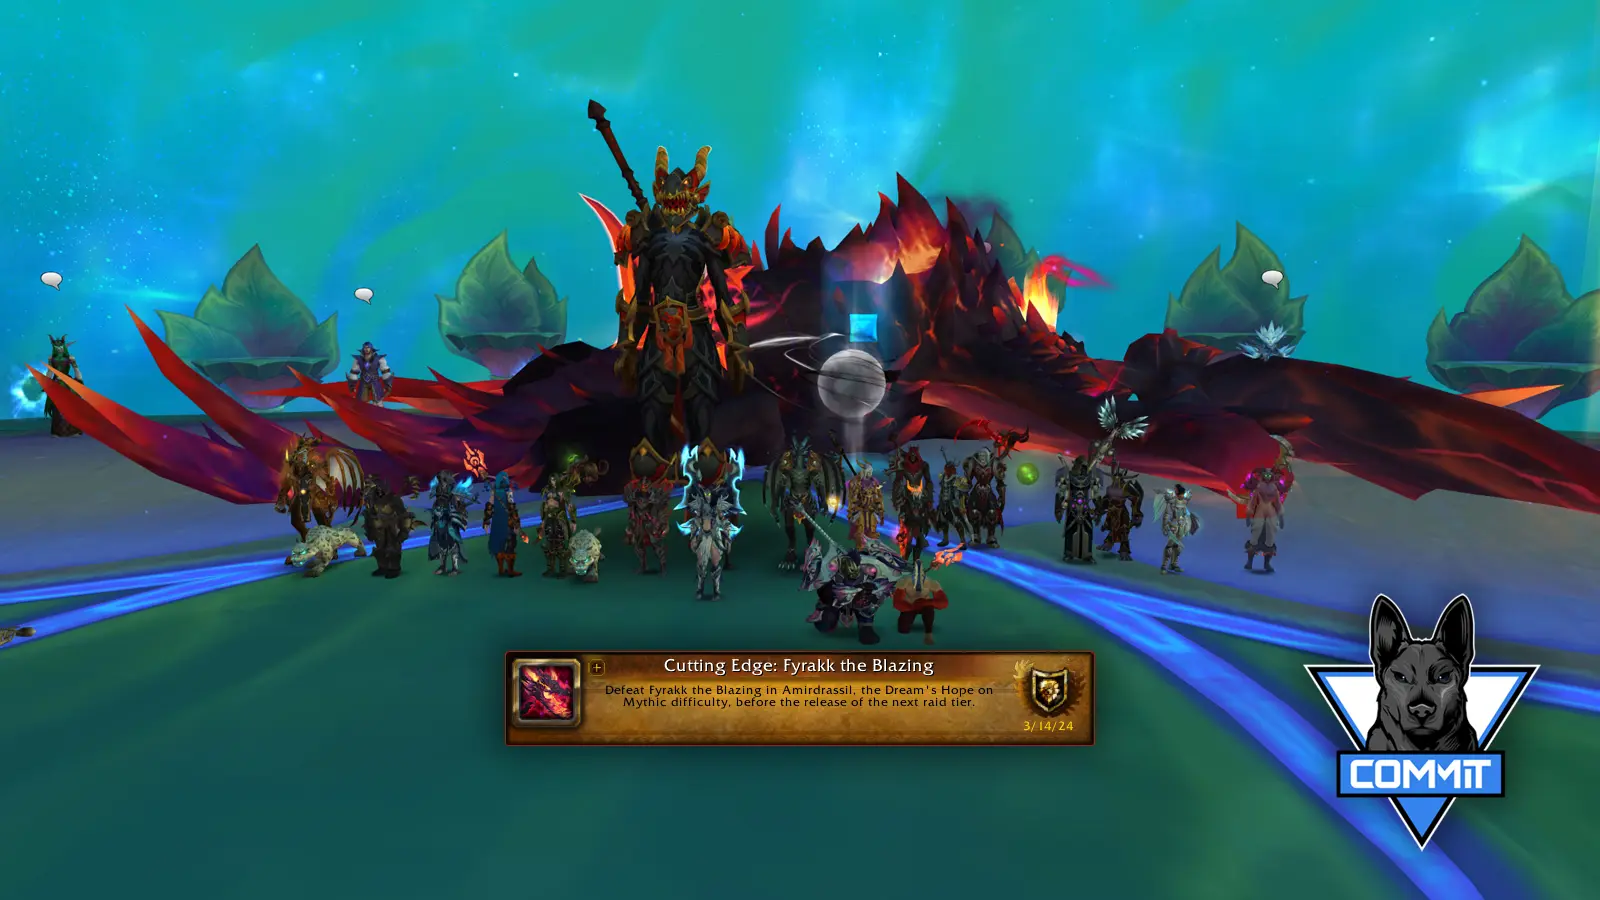 Cutting Edge: Fyrakk the Blazing
Defeat Fyrakk the Blazing in Amirdrassil, the Dream's Hope on
Mythic difficulty, before the release of the next raid tier.
3/14/24
COMMIT